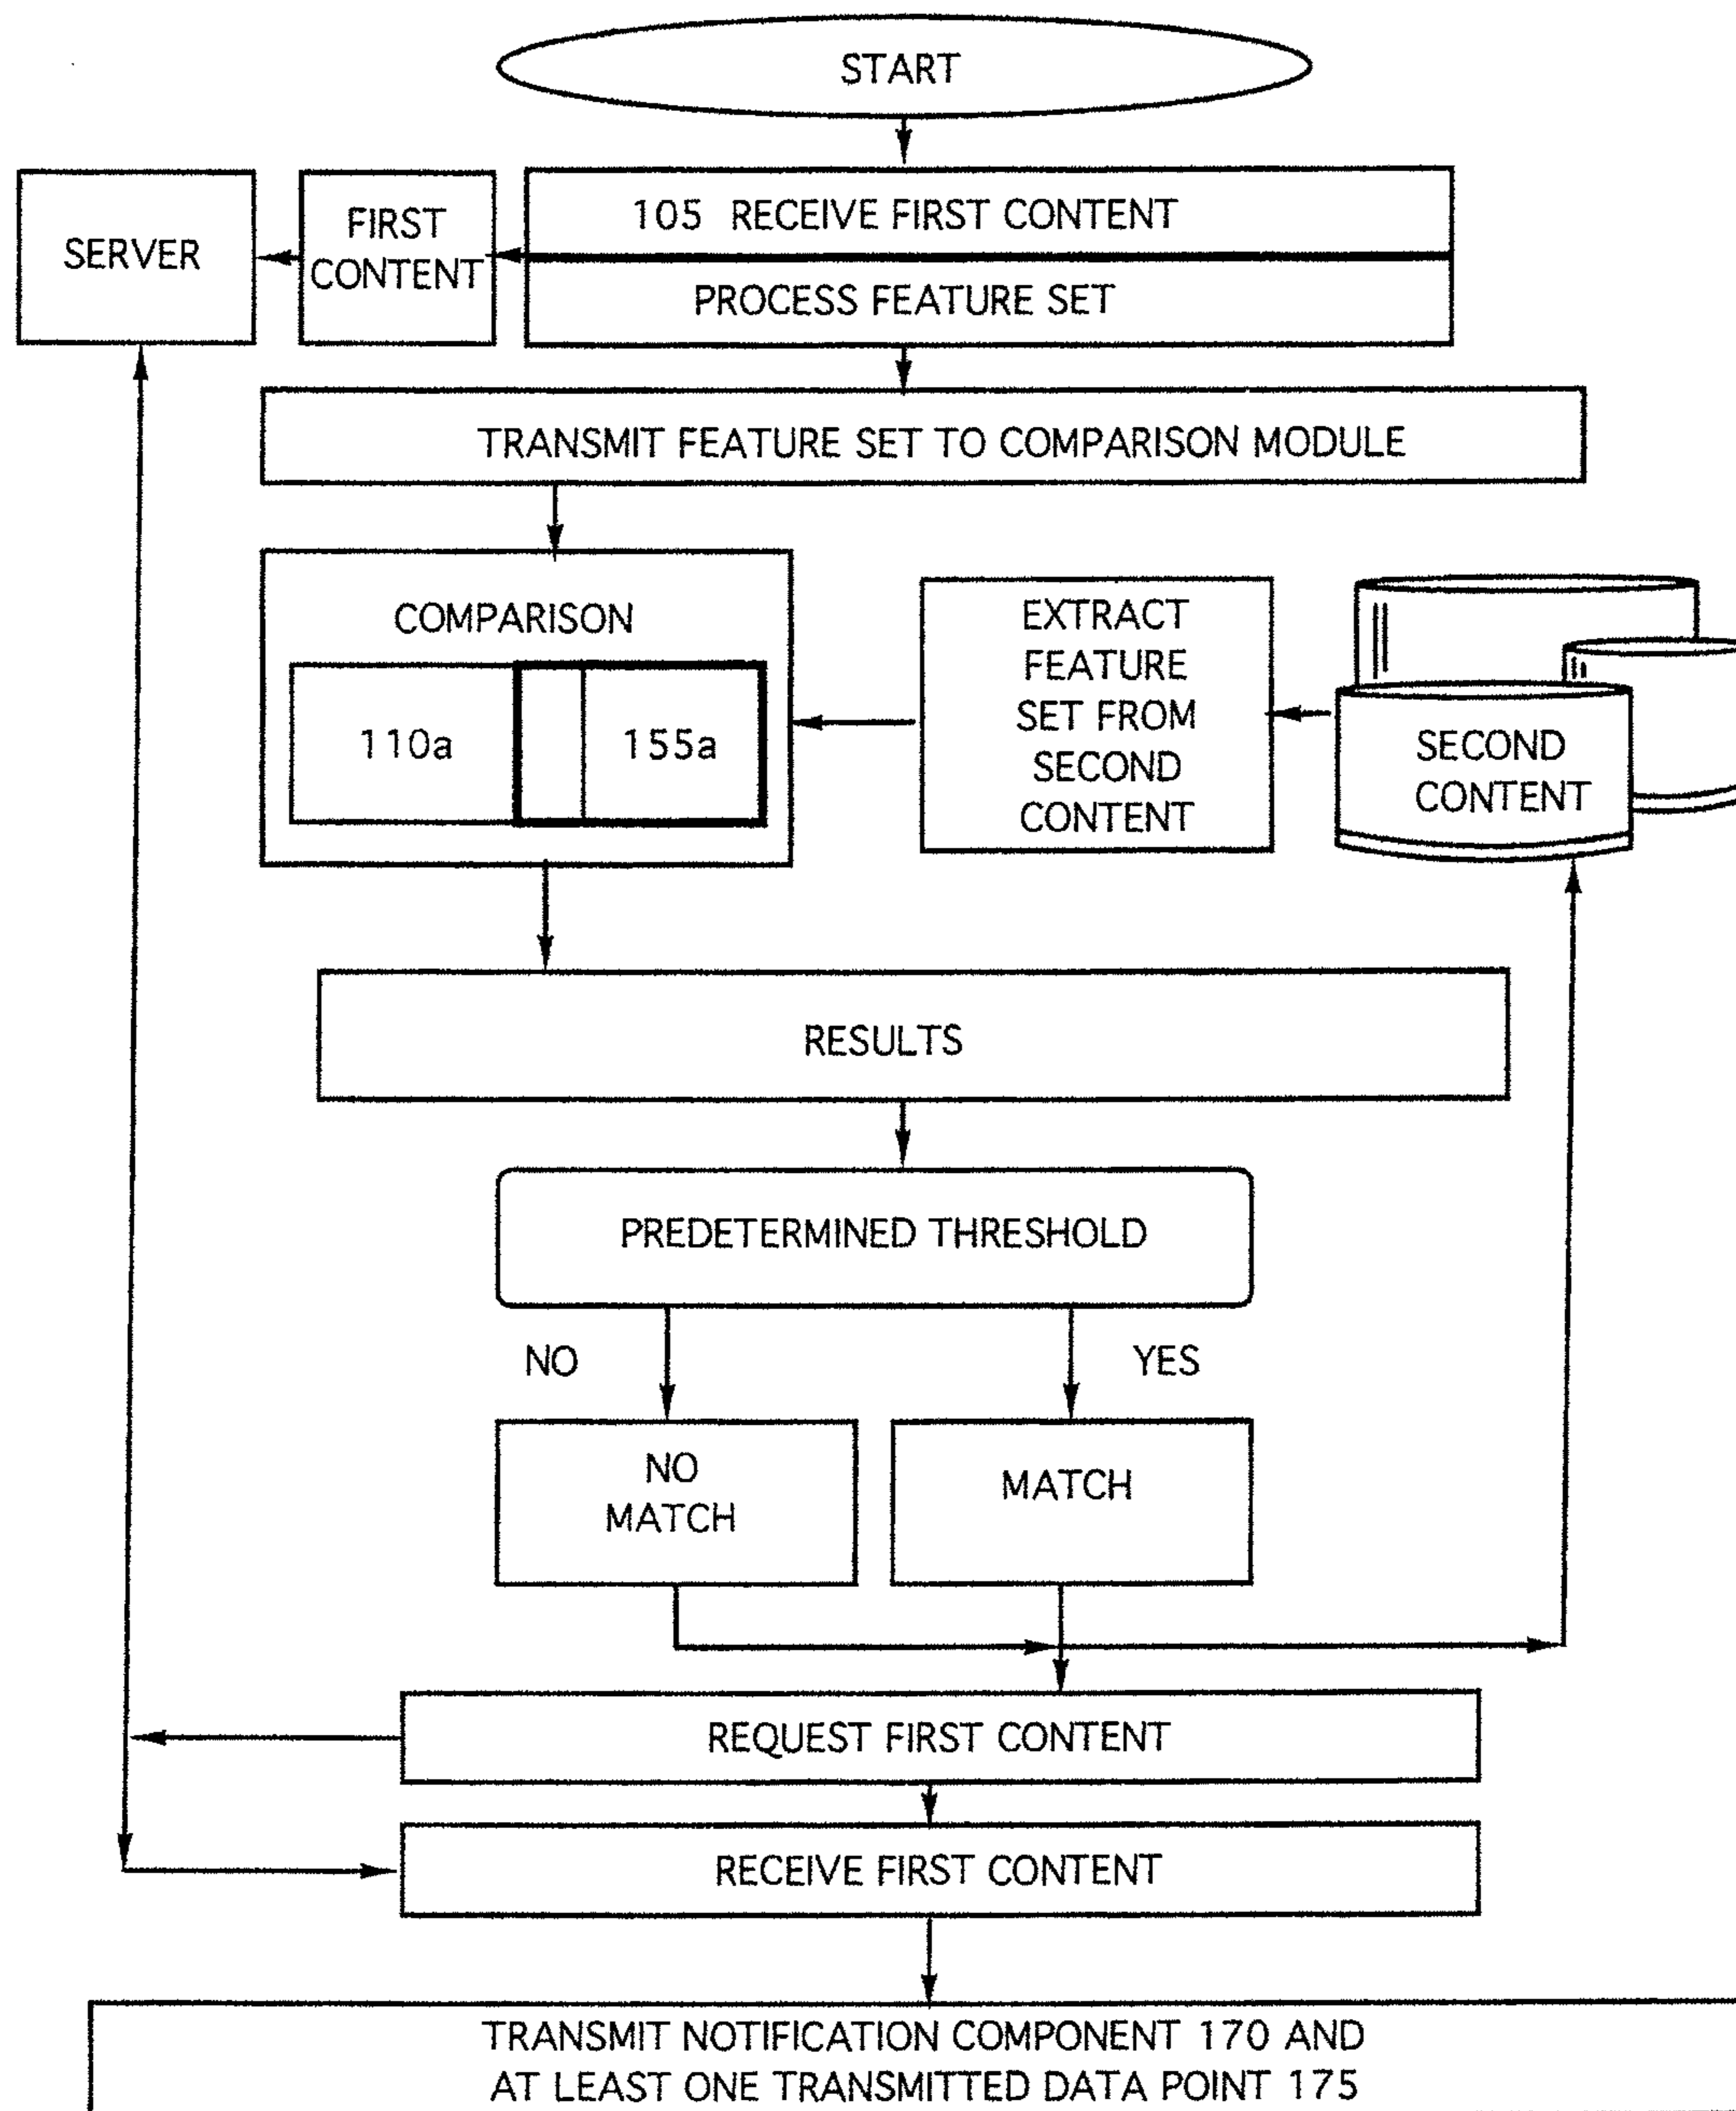 START
SERVER
FIRST
CONTENT
105 RECEIVE FIRST CONTENT
PROCESS FEATURE SET
TRANSMIT FEATURE SET TO COMPARISON MODULE
COMPARISON
110a
155a
EXTRACT
FEATURE
SET FROM
SECOND
CONTENT
SECOND
CONTENT
RESULTS
PREDETERMINED THRESHOLD
NO
YES
NO
MATCH
MATCH
REQUEST FIRST CONTENT
RECEIVE FIRST CONTENT
TRANSMIT NOTIFICATION COMPONENT 170 AND
AT LEAST ONE TRANSMITTED DATA POINT 175